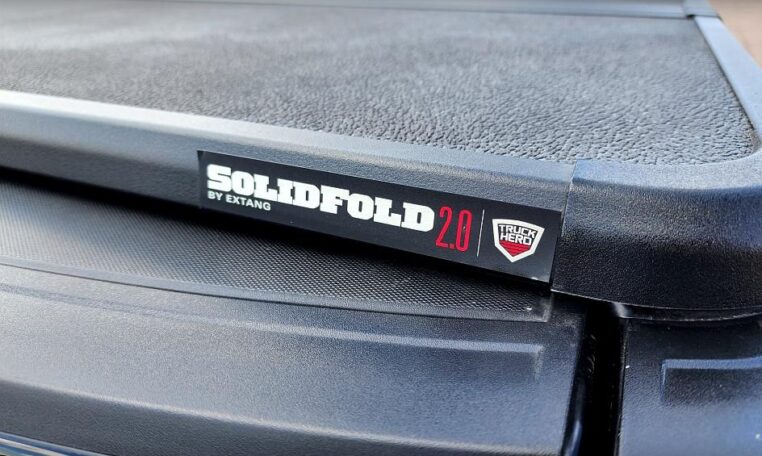 SOLIDFOLD 2.0
BY EXTANG
TRUCK
HERO